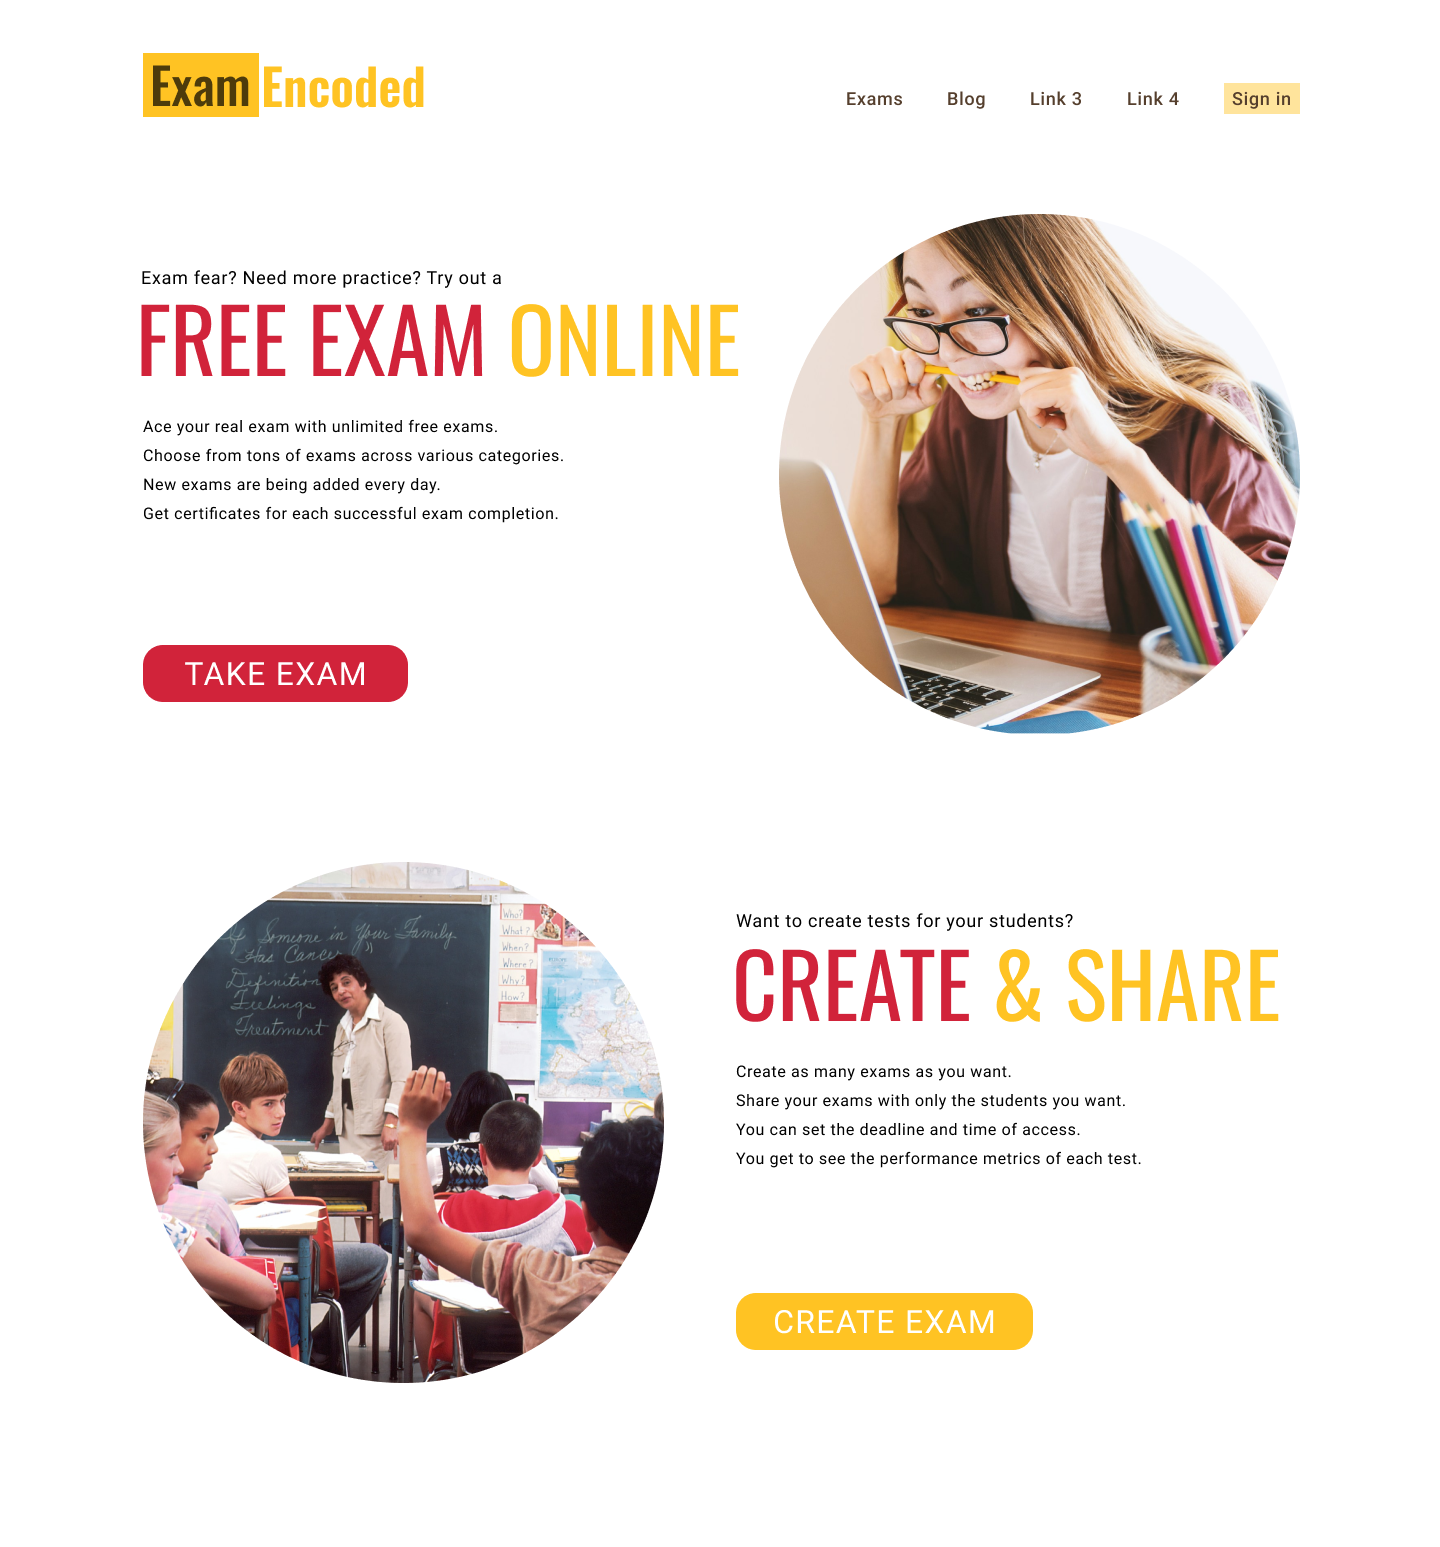 Exam Encoded
Exams Blog Link 3 Link 4 Sign in
Exam fear? Need more practice? Try out a
FREE EXAM ONLINE
Ace your real exam with unlimited free exams.
Choose from tons of exams across various categories.
New exams are being added every day.
Get certificates for each successful exam completion.
TAKE EXAM
If Someone in Your Family
Has Cancer
Definition
Feelings
Treatment
Who?
What?
When?
Where?
Why?
How?
Want to create tests for your students?
CREATE & SHARE
Create as many exams as you want.
Share your exams with only the students you want.
You can set the deadline and time of access.
You get to see the performance metrics of each test.
CREATE EXAM